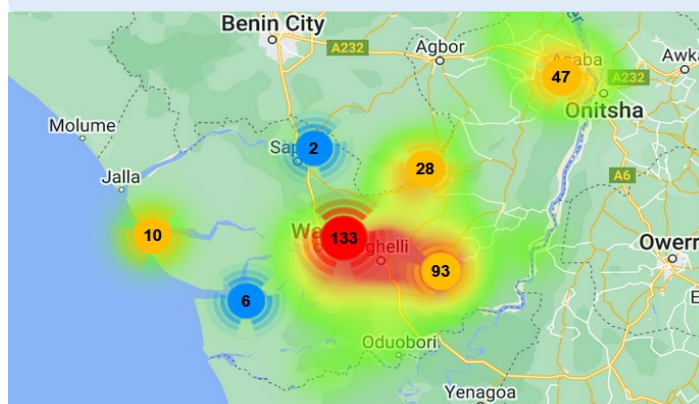 Benin City
A232
Agbor
47
Asaba
Awka
A232
Onitsha
Molume
2
28
A6
Jalla
10
133
93
Owerri
6
Oduobori
Yenagoa